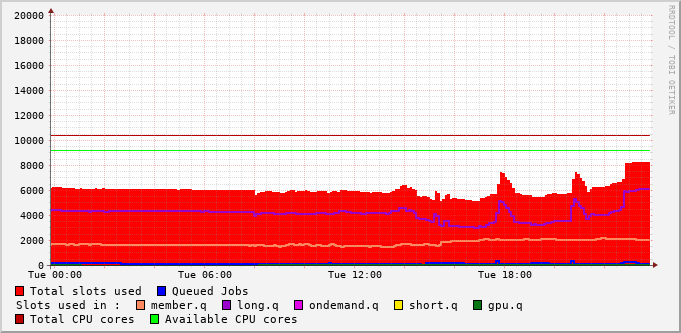 RRDTOOL / TOBI OETIKER
20000
18000
16000
14000
12000
10000
8000
6000
4000
2000
0
Tue 00:00 Tue 06:00 Tue 12:00 Tue 18:00
Total slots used Queued Jobs
Slots used in : member.q long.q ondemand.q short.q gpu.q
Total CPU cores Available CPU cores